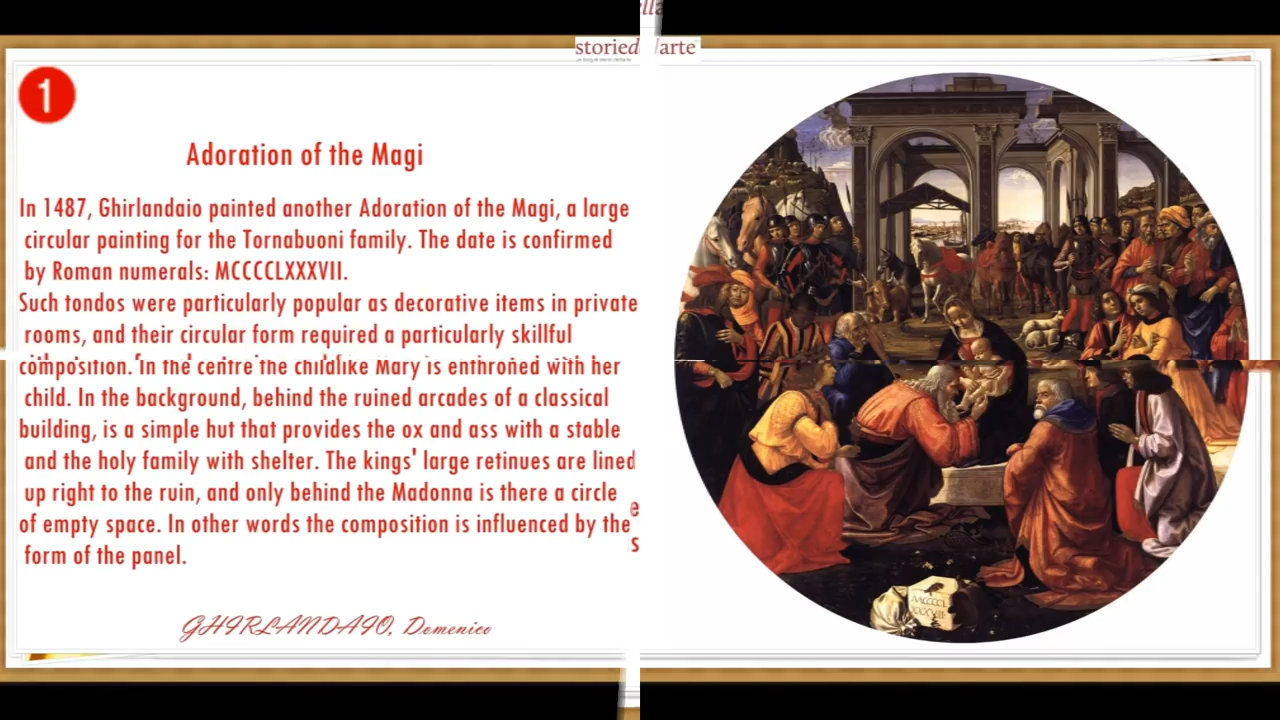 storied
l'arte
1
Adoration of the Magi
In 1487, Ghirlandaio painted another Adoration of the Magi, a large
circular painting for the Tornabuoni family. The date is confirmed
by Roman numerals: MCCCCLXXXVII.
Such tondos were particularly popular as decorative items in private
rooms, and their circular form required a particularly skillful
composition. In the centre the childlike Mary is enthroned with her
child. In the background, behind the ruined arcades of a classical
building, is a simple hut that provides the ox and ass with a stable
and the holy family with shelter. The kings' large retinues are lined
up right to the ruin, and only behind the Madonna is there a circle
of empty space. In other words the composition is influenced by the
form of the panel.
GHIRLANDAIO, Domenico